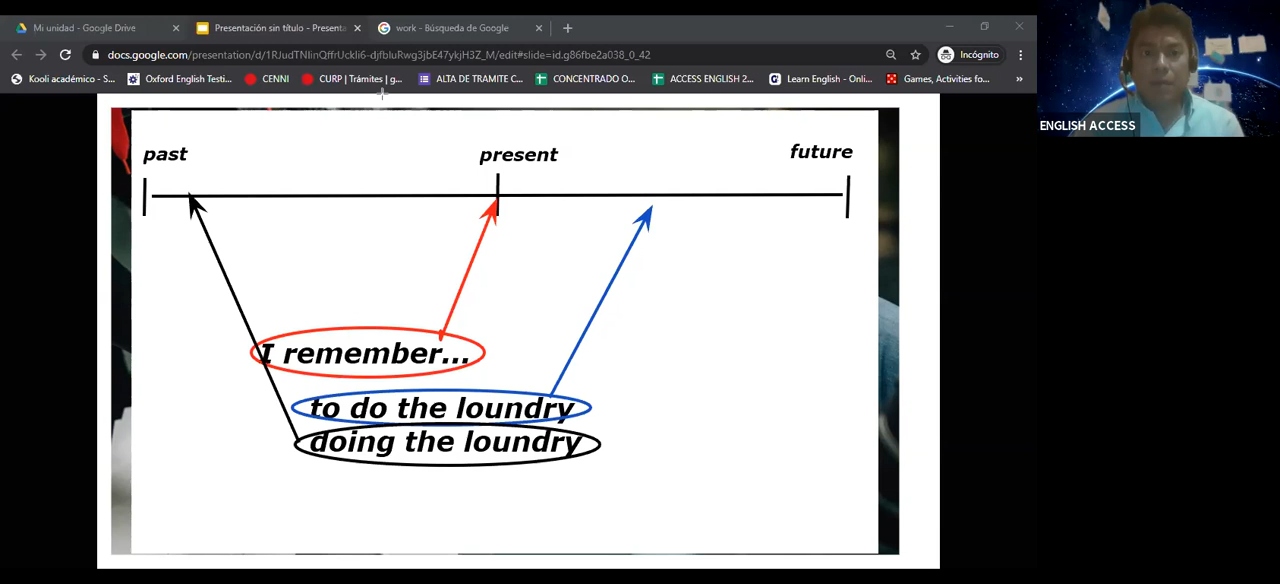 Mi unidad - Google Drive
Presentación sin título - Presenta
work - Búsqueda de Google
docs.google.com/presentation/d/1RJudTNIinQffrUckli6-djfbIuRwg3jbE47ykjH3Z_M/edit#slide=id.g86fbe2a038_0_42
Incógnito
Kooli académico - S...
Oxford English Testi...
CENNI
CURP | Trámites | g...
ALTA DE TRAMITE C...
CONCENTRADO O...
ACCESS ENGLISH 2...
Learn English - Onli...
Games, Activities fo...
ENGLISH ACCESS
past
present
future
I remember...
to do the loundry
doing the loundry